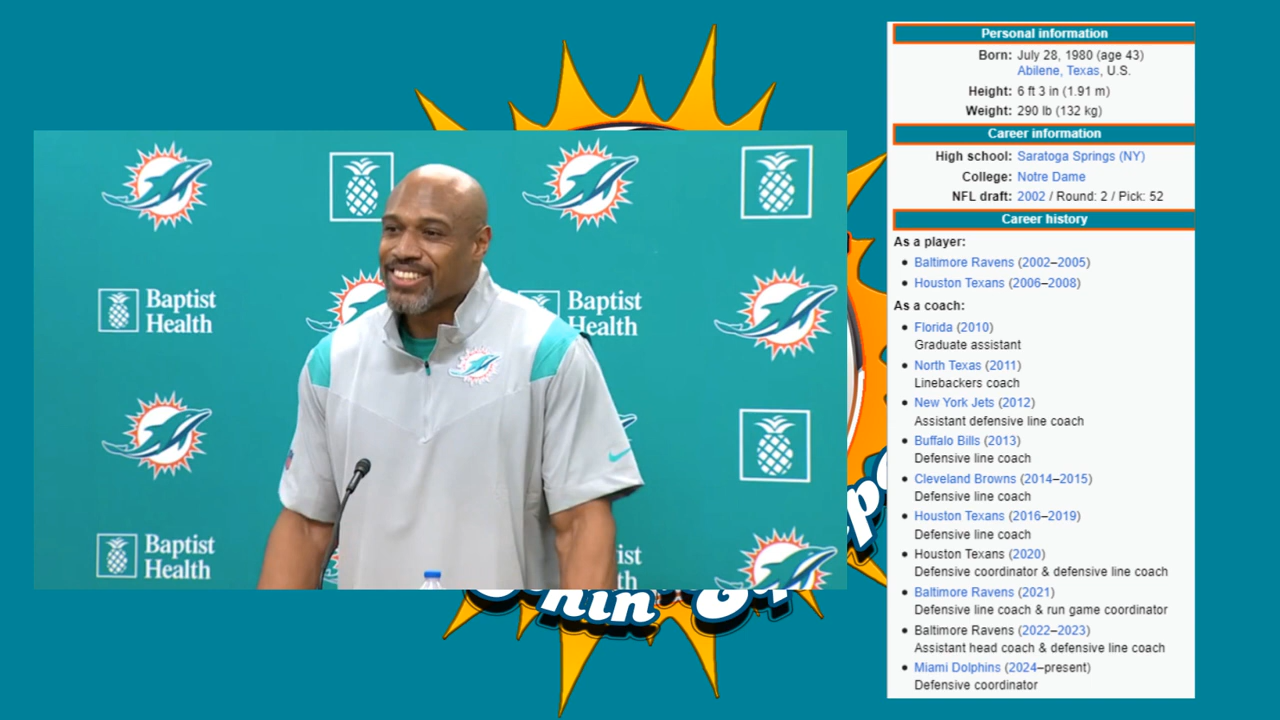 Baptist
Health
Baptist
Health
Baptist
Health
Personal information
Born: July 28, 1980 (age 43)
Abilene, Texas, U.S.
Height: 6 ft 3 in (1.91 m)
Weight: 290 lb (132 kg)
Career information
High school: Saratoga Springs (NY)
College: Notre Dame
NFL draft: 2002 / Round: 2 / Pick: 52
Career history
As a player:
• Baltimore Ravens (2002–2005)
• Houston Texans (2006–2008)
As a coach:
• Florida (2010)
Graduate assistant
• North Texas (2011)
Linebackers coach
• New York Jets (2012)
Assistant defensive line coach
• Buffalo Bills (2013)
Defensive line coach
• Cleveland Browns (2014–2015)
Defensive line coach
• Houston Texans (2016–2019)
Defensive line coach
• Houston Texans (2020)
Defensive coordinator & defensive line coach
• Baltimore Ravens (2021)
Defensive line coach & run game coordinator
• Baltimore Ravens (2022–2023)
Assistant head coach & defensive line coach
• Miami Dolphins (2024–present)
Defensive coordinator